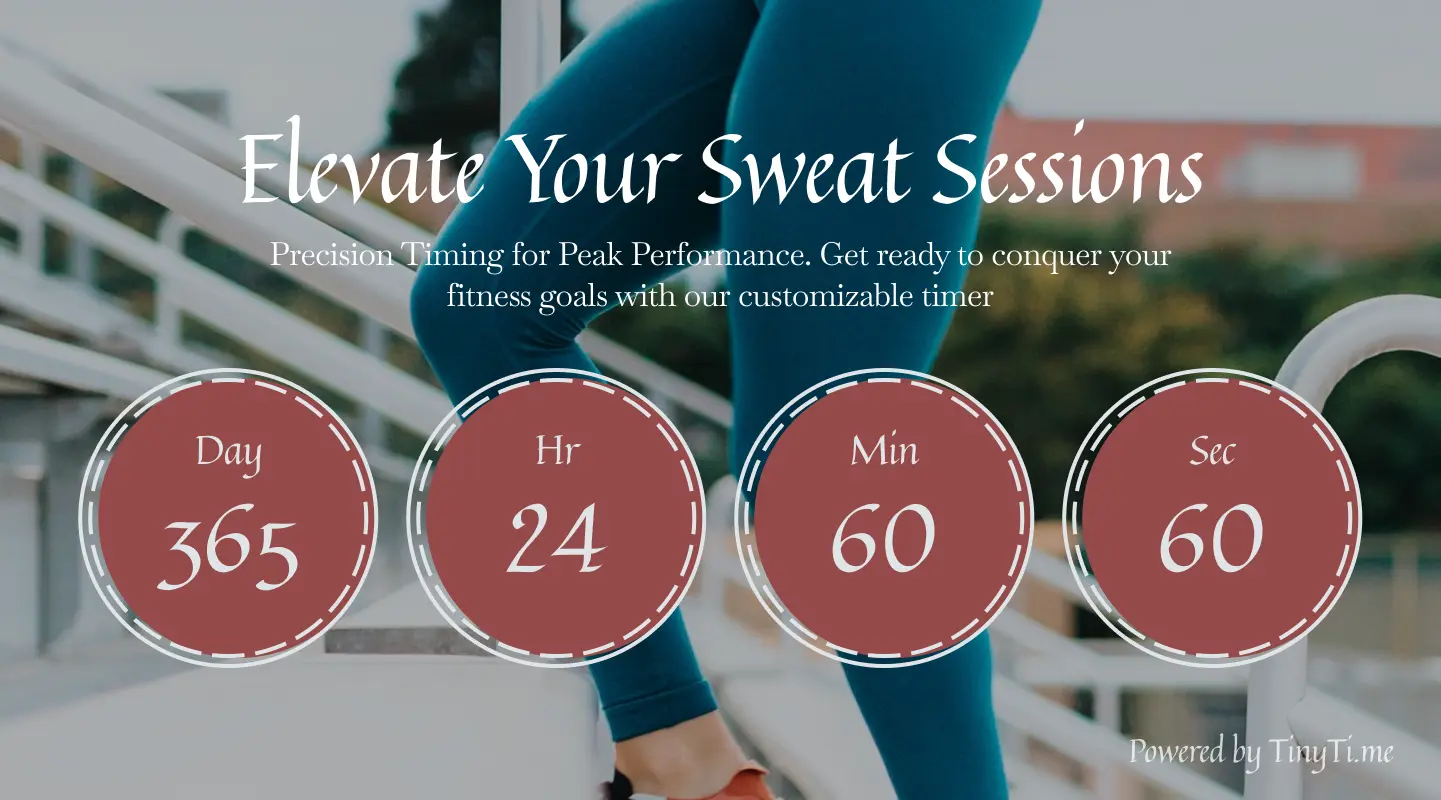 Elevate Your Sweat Sessions
Precision Timing for Peak Performance. Get ready to conquer your
fitness goals with our customizable timer
Day
365
Hr
24
Min
60
Sec
60
Powered by TinyTi.me